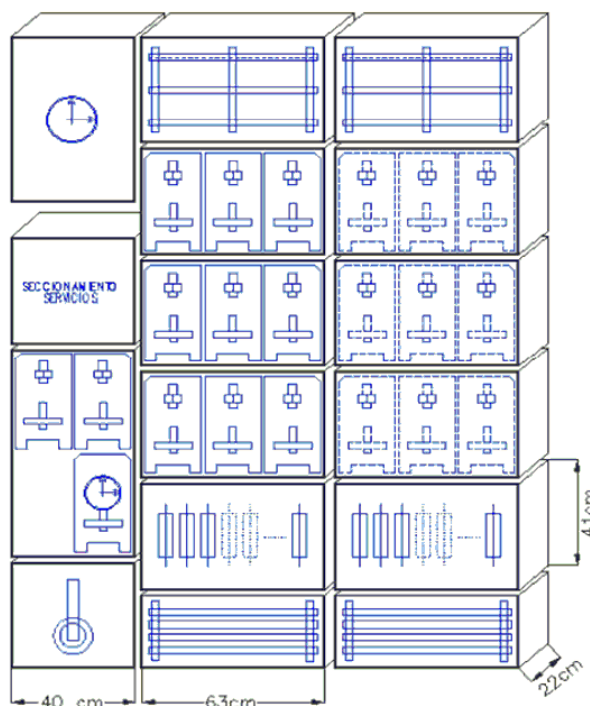 SECCIONAMIENTO
SERVICIOS
41cm
22cm
40 cm
63cm